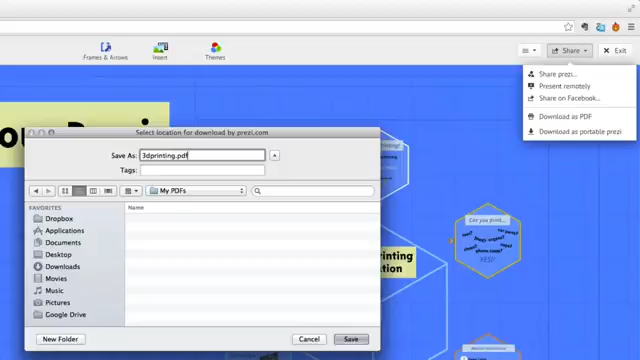 Frames & Arrows
Insert
Themes
Share
Exit
Share prezi...
Present remotely
Share on Facebook...
Download as PDF
Download as portable prezi
Select location for download by prezi.com
Save As: 3dprinting.pdf
Tags:
My PDFs
FAVORITES
Name
Dropbox
Applications
Documents
Desktop
Downloads
Movies
Music
Pictures
Google Drive
New Folder
Cancel
Save
Can you print...
YES!